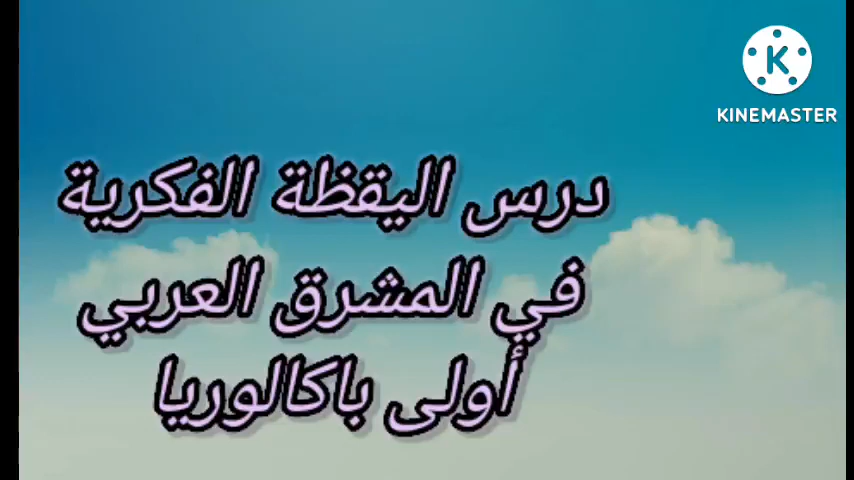 KINEMASTER
درس اليقظة الفكرية
في المشرق العربي
أولى باكالوريا